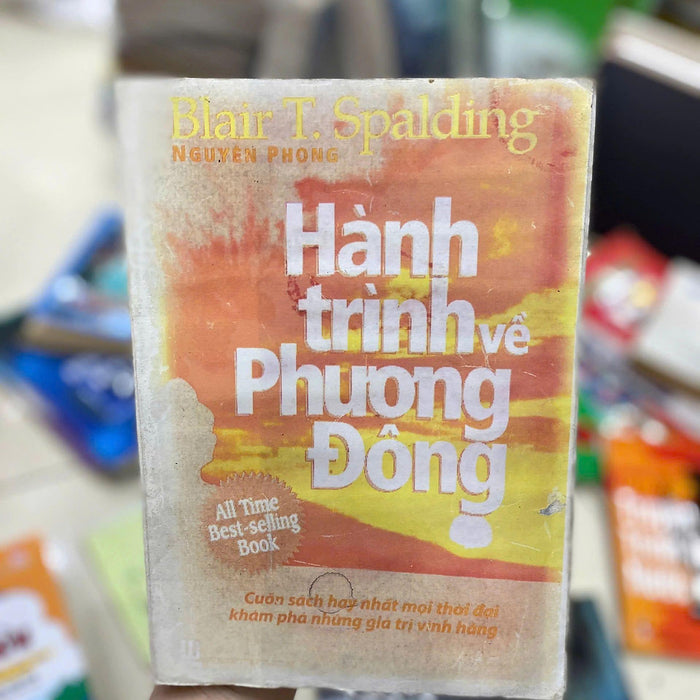 Blair T. Spalding
NGUYÊN PHONG
Hành
trình về
Phương
Đông
All Time
Best-selling
Book
Cuốn sách hay nhất mọi thời đại
khám phá những giá trị vĩnh hằng